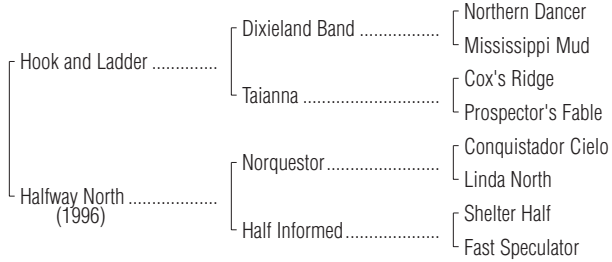 Northern Dancer
Dixieland Band ..................
Mississippi Mud
Hook and Ladder ..............
Cox's Ridge
Taianna ..............................
Prospector's Fable
Conquistador Cielo
Norquestor .........................
Linda North
Halfway North ...................
(1996)
Shelter Half
Half Informed .....................
Fast Speculator